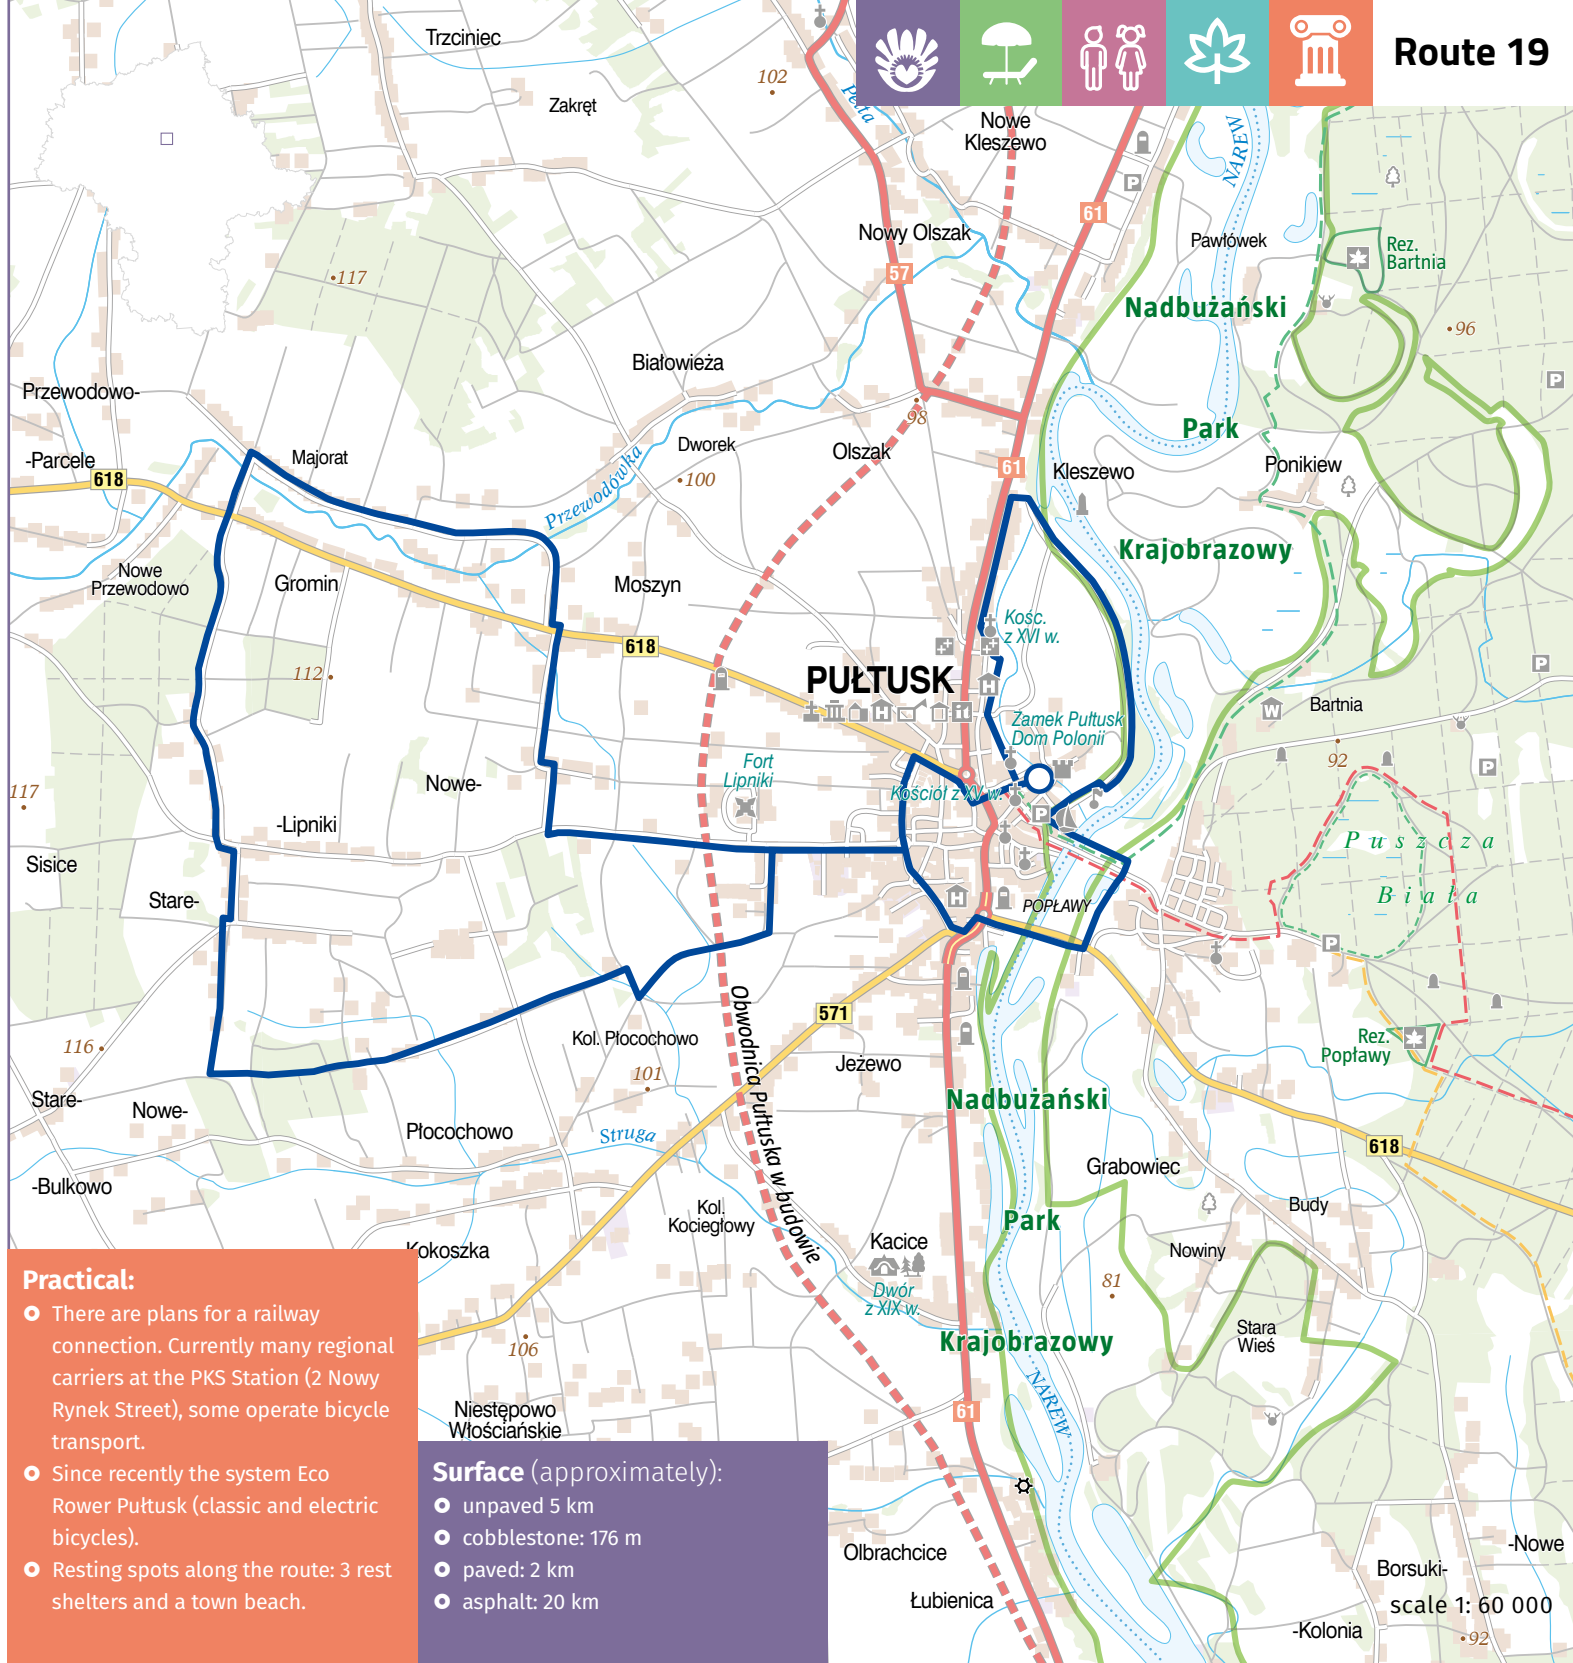 Route 19
Trzciniec
102
Zakręt
Pełta
Nowe
Kleszewo
NAREW
61
Nowy Olszak
Pawłówek
Rez.
Bartnia
57
117
Nadbużański
96
Białowieża
Przewodowo-
98
Park
Dworek
Olszak
-Parcele
Majorat
618
100
61
Kleszewo
Ponikiew
Przewodówka
Krajobrazowy
Nowe
Przewodowo
Gromin
Moszyn
Kośc.
z XVI w.
618
112
PUŁTUSK
Bartnia
Zamek Pułtusk
Dom Polonii
92
Fort
Lipniki
117
Nowe-
Kościół z XV w.
-Lipniki
Puszcza
Biała
Sisice
Stare-
POPŁAWY
571
Obwodnica Pułtuska w budowie
Kol. Płocochowo
116
101
Jeżewo
Rez.
Popławy
Stare-
Nowe-
Nadbużański
Płocochowo
Struga
618
Grabowiec
-Bulkowo
Kol.
Kociegłowy
Park
Budy
Kokoszka
Kacice
Nowiny
Dwór
z XIX w.
81
Krajobrazowy
Stara
Wieś
106
NAREW
61
Niestępowo
Włościańskie
Olbrachcice
-Nowe
Borsuki-
Łubienica
scale 1: 60 000
-Kolonia
92
Practical:
There are plans for a railway
connection. Currently many regional
carriers at the PKS Station (2 Nowy
Rynek Street), some operate bicycle
transport.
Since recently the system Eco
Rower Pułtusk (classic and electric
bicycles).
Resting spots along the route: 3 rest
shelters and a town beach.
Surface (approximately):
unpaved 5 km
cobblestone: 176 m
paved: 2 km
asphalt: 20 km